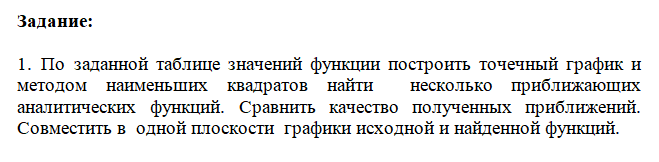 Задание:
1. По заданной таблице значений функции построить точечный график и
методом наименьших квадратов найти несколько приближающих
аналитических функций. Сравнить качество полученных приближений.
Совместить в одной плоскости графики исходной и найденной функций.